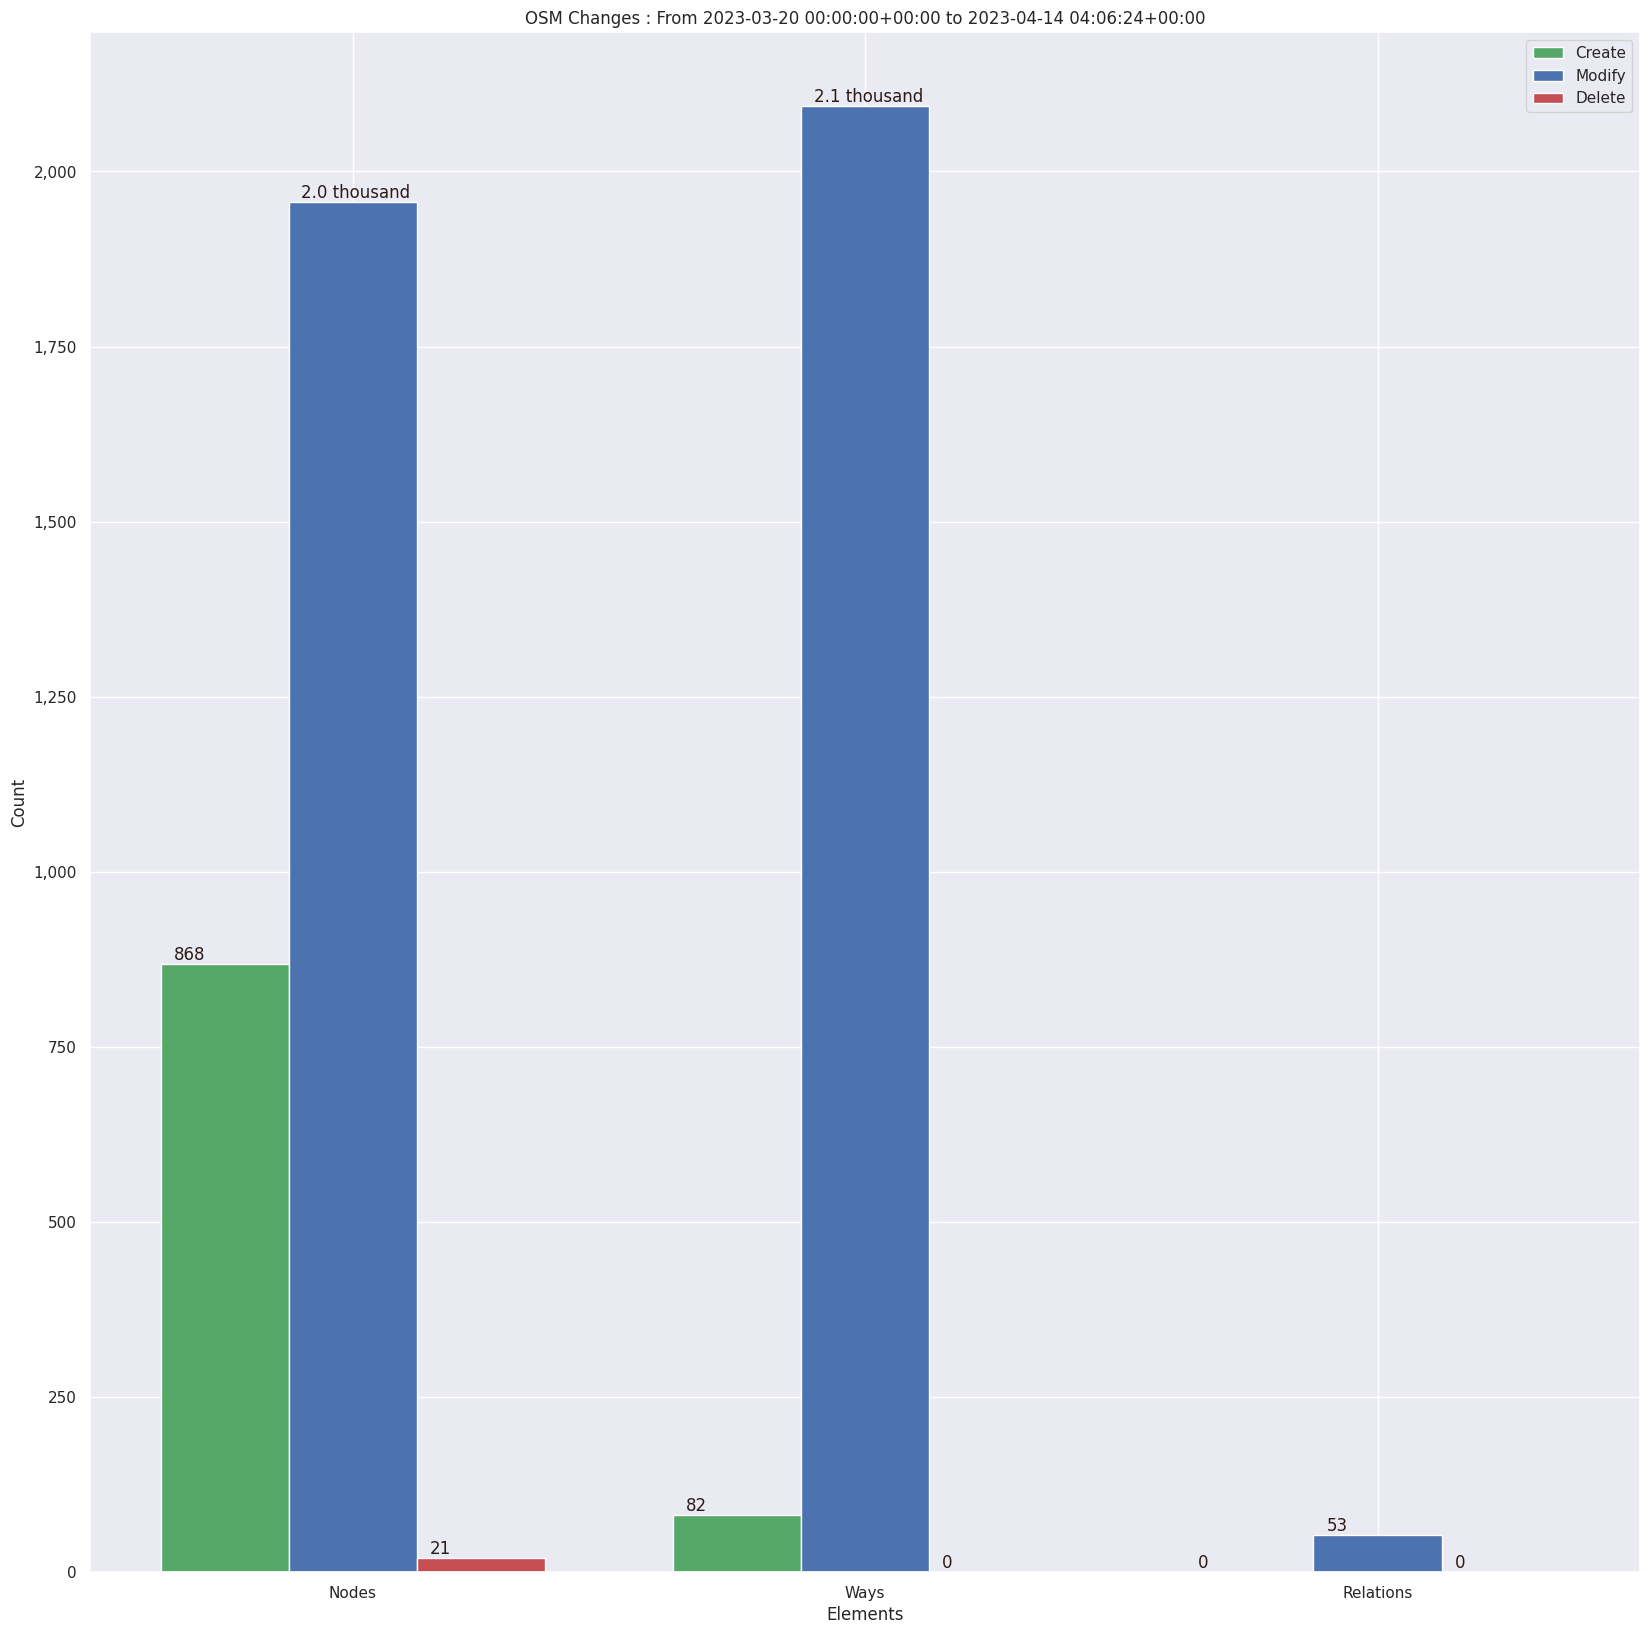 OSM Changes : From 2023-03-20 00:00:00+00:00 to 2023-04-14 04:06:24+00:00
Create
Modify
Delete
2.1 thousand
2,000
2.0 thousand
1,750
1,500
1,250
Count
1,000
868
750
500
250
82
53
21
0
0
0
0
Nodes
Ways
Relations
Elements